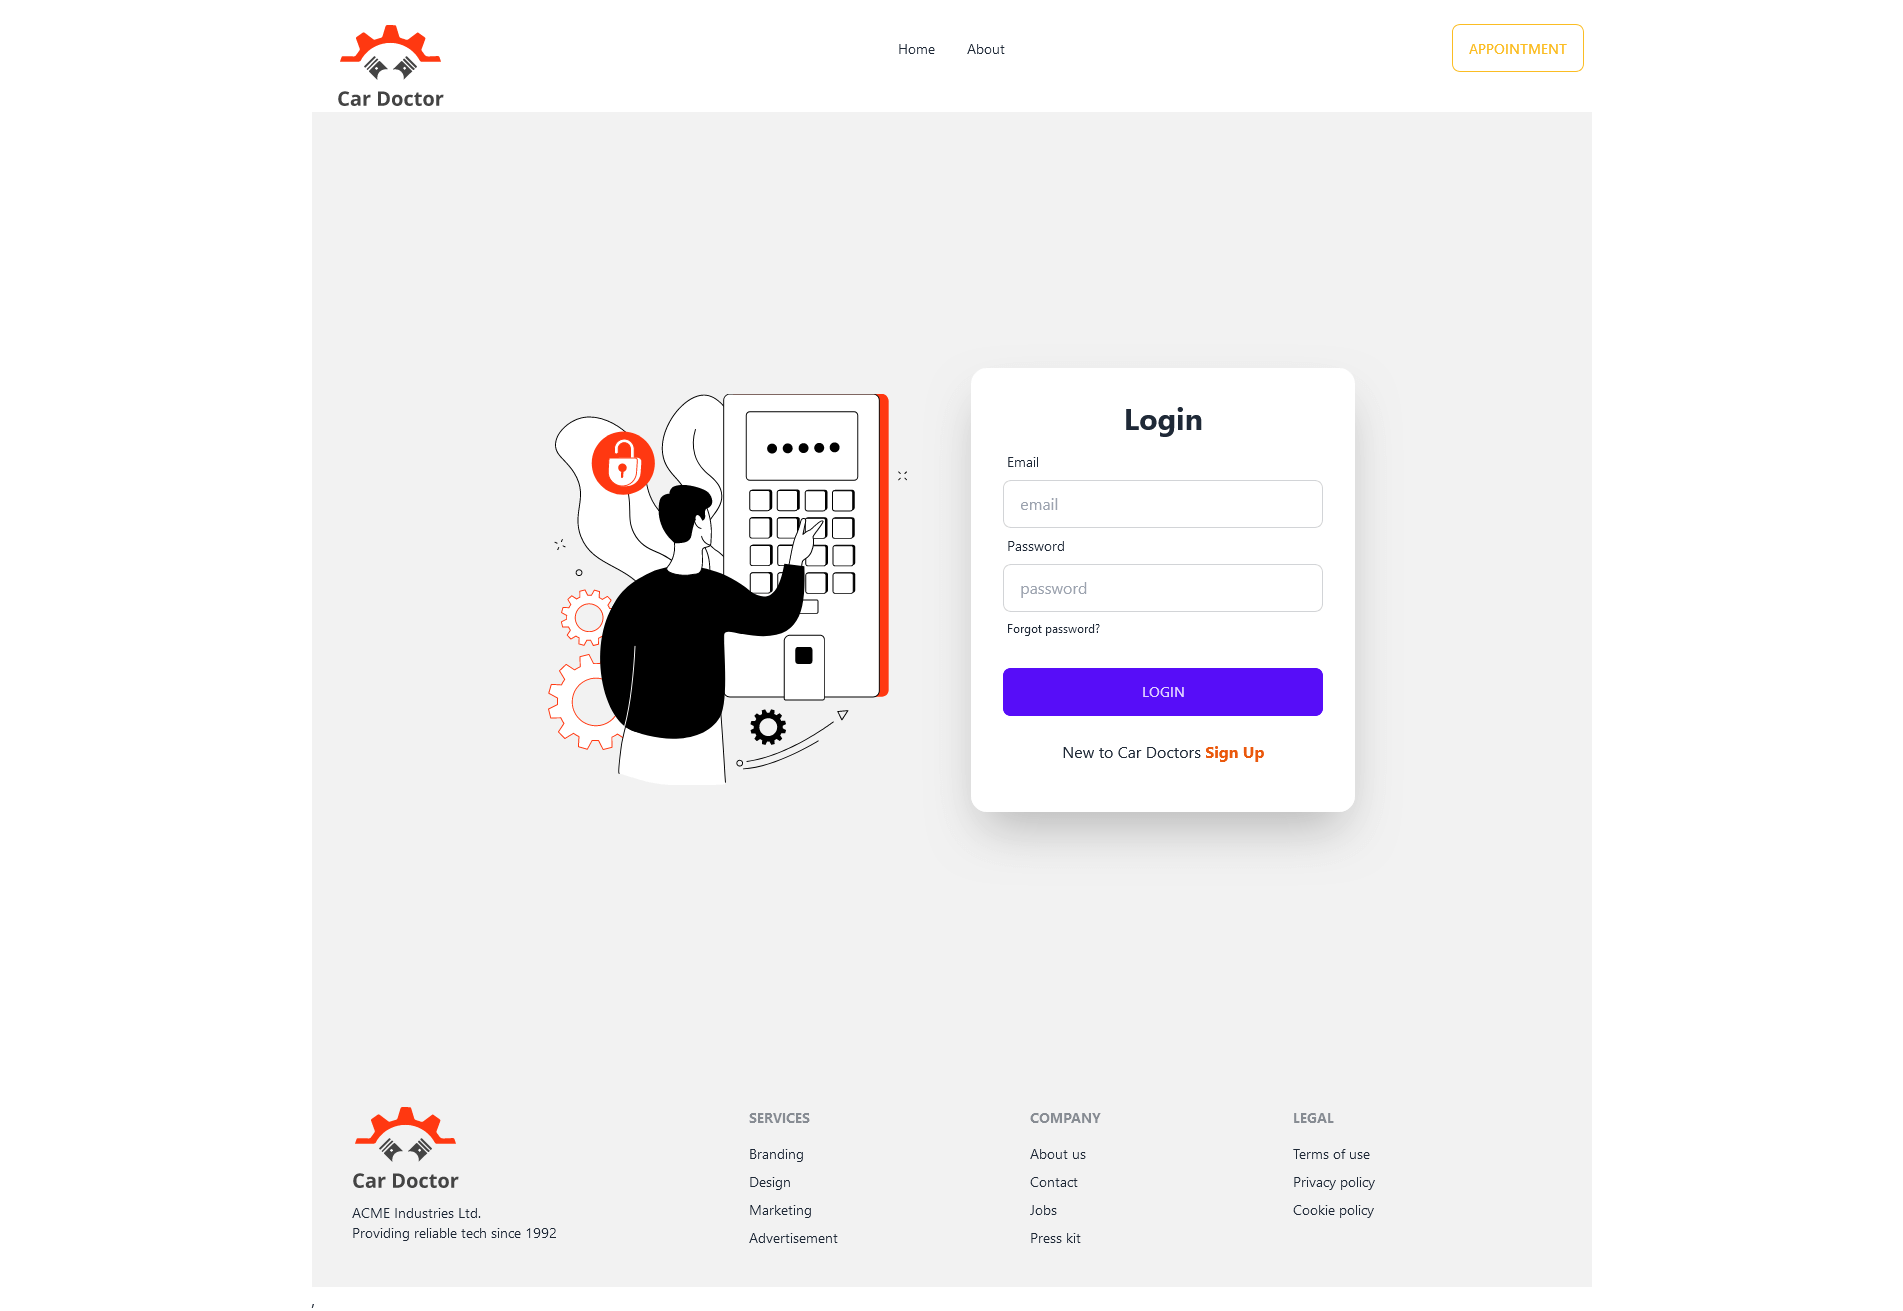 Car Doctor
Home
About
APPOINTMENT
Login
Email
email
Password
password
Forgot password?
LOGIN
New to Car Doctors Sign Up
Car Doctor
ACME Industries Ltd.
Providing reliable tech since 1992
SERVICES
Branding
Design
Marketing
Advertisement
COMPANY
About us
Contact
Jobs
Press kit
LEGAL
Terms of use
Privacy policy
Cookie policy
,